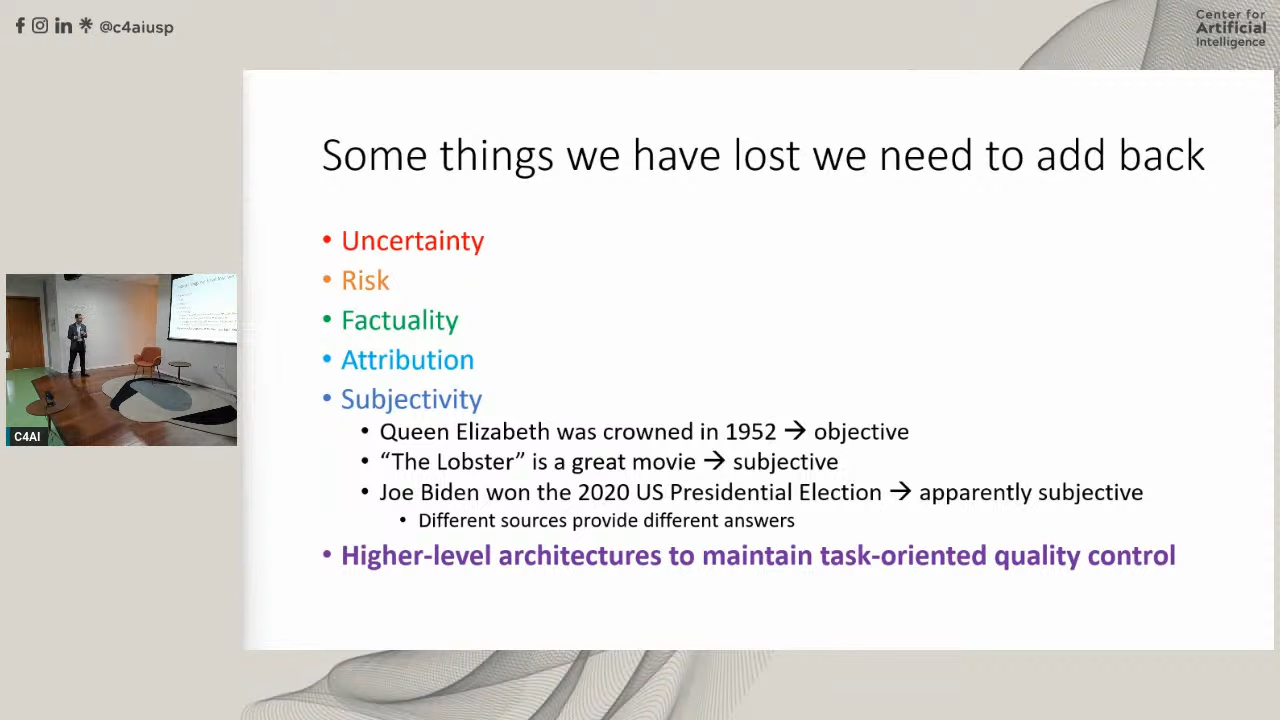 @c4aiusp
Center for
Artificial
Intelligence
Some things we have lost we need to add back
• Uncertainty
• Risk
• Factuality
• Attribution
• Subjectivity
• Queen Elizabeth was crowned in 1952 → objective
• “The Lobster” is a great movie → subjective
• Joe Biden won the 2020 US Presidential Election → apparently subjective
• Different sources provide different answers
• Higher-level architectures to maintain task-oriented quality control
C4AI